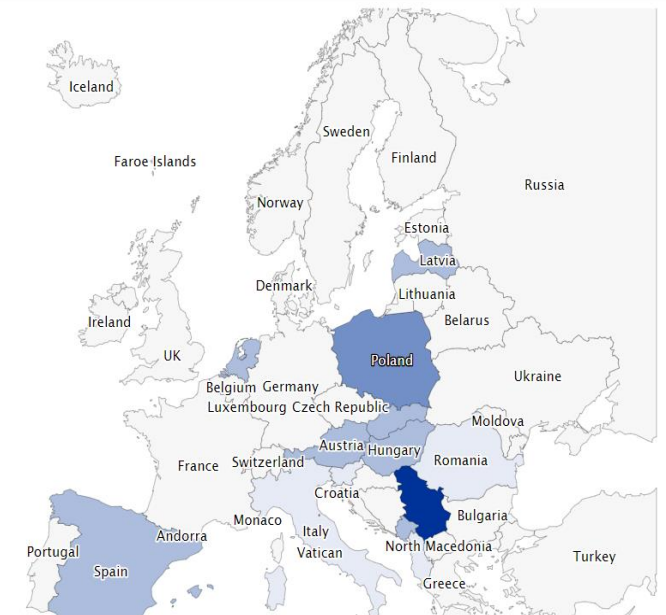 Iceland
Sweden
Faroe Islands
Finland
Russia
Norway
Estonia
Latvia
Denmark
Lithuania
Ireland
Belarus
UK
Poland
Ukraine
Belgium Germany
Luxembourg Czech Republic
Moldova
Austria
Hungary
France
Switzerland
Romania
Croatia
Monaco
Bulgaria
Italy
Andorra
Portugal
Vatican
North Macedonia
Turkey
Spain
Greece